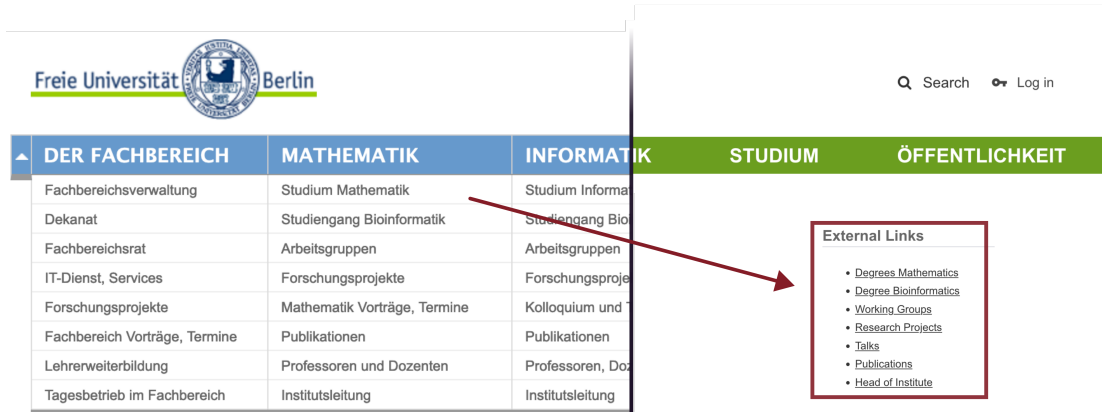 Freie Universität Berlin
Search Log in
DER FACHBEREICH MATHEMATIK INFORMATIK STUDIUM ÖFFENTLICHKEIT
Fachbereichsverwaltung Studium Mathematik Studium Informa
Dekanat Studiengang Bioinformatik Studiengang Bio
Fachbereichsrat Arbeitsgruppen Arbeitsgruppen
IT-Dienst, Services Forschungsprojekte Forschungsproje
Forschungsprojekte Mathematik Vorträge, Termine Kolloquium und T
Fachbereich Vorträge, Termine Publikationen Publikationen
Lehrerweiterbildung Professoren und Dozenten Professoren, Doz
Tagesbetrieb im Fachbereich Institutsleitung Institutsleitung
External Links
• Degrees Mathematics
• Degree Bioinformatics
• Working Groups
• Research Projects
• Talks
• Publications
• Head of Institute